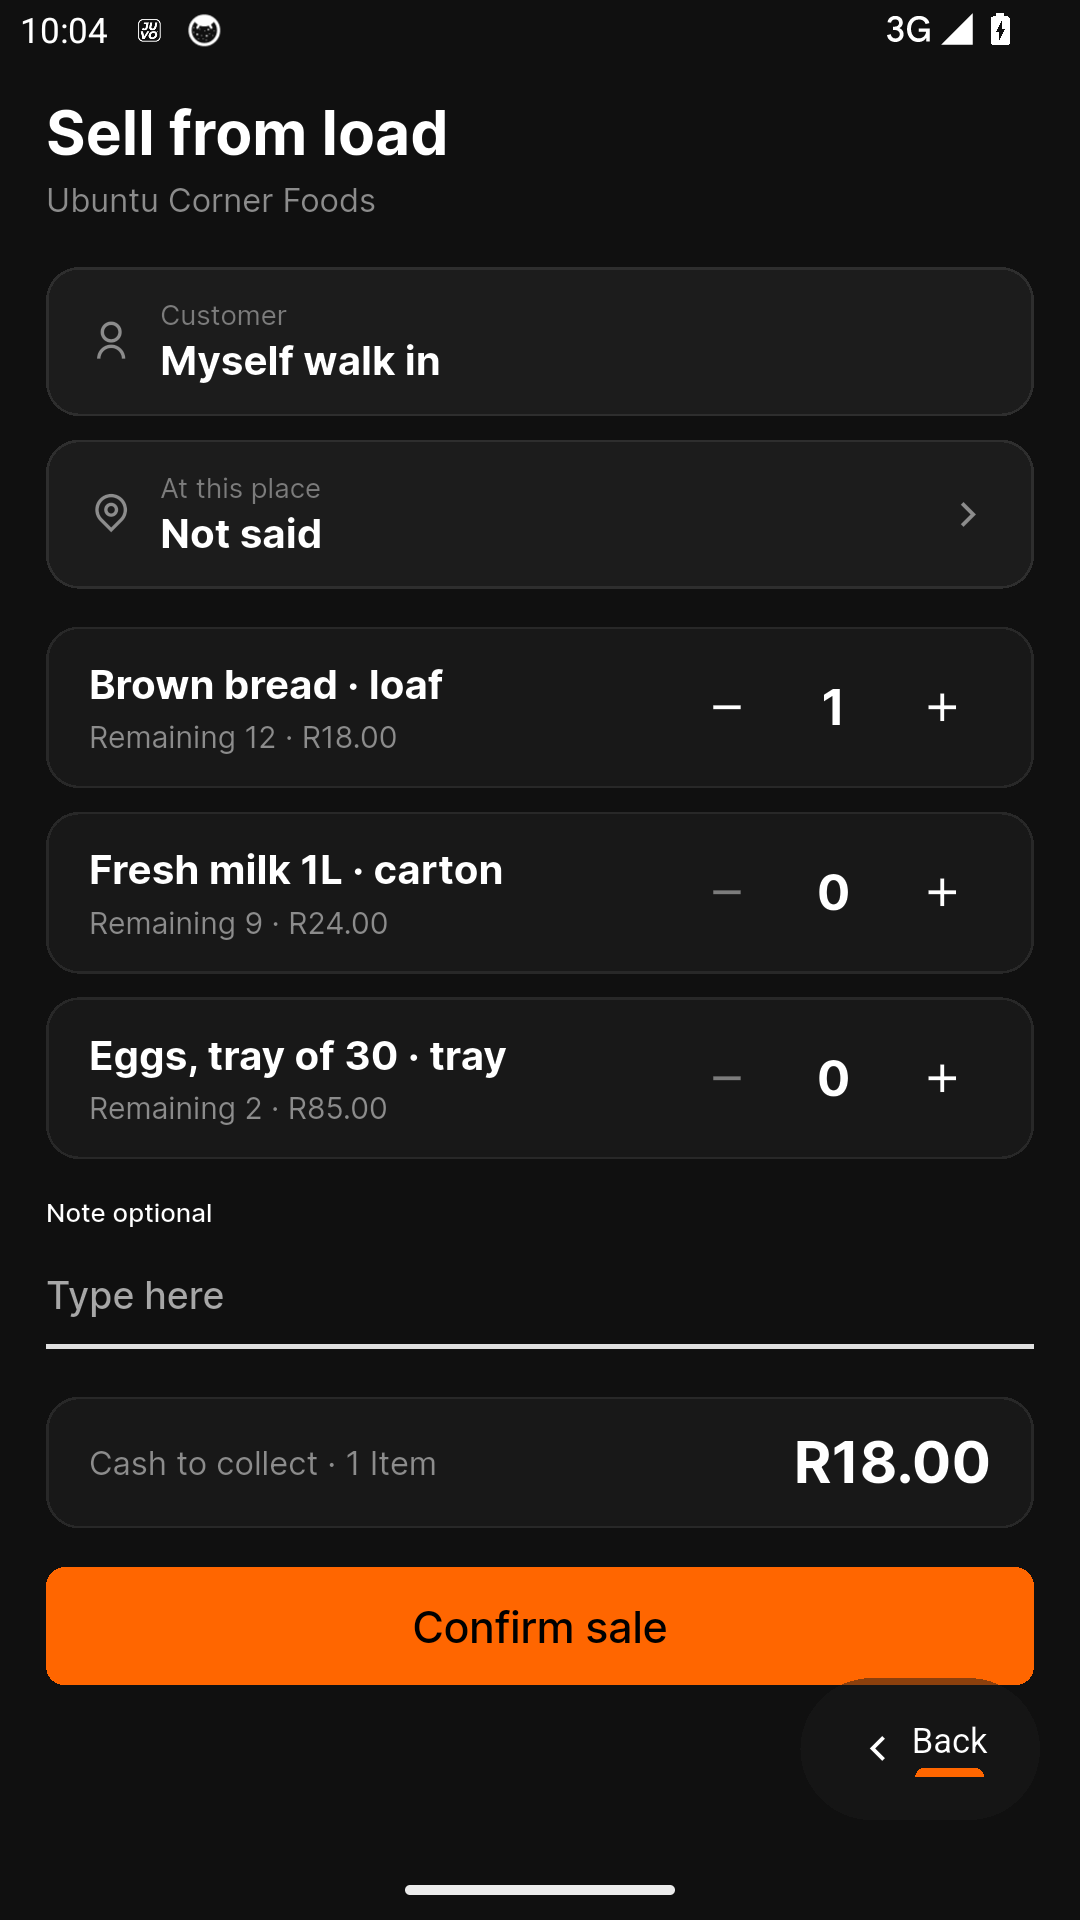 10:04
JU
VO
3G
Sell from load
Ubuntu Corner Foods
Customer
Myself walk in
At this place
Not said
Brown bread · loaf
Remaining 12 · R18.00
− 1 +
Fresh milk 1L · carton
Remaining 9 · R24.00
− 0 +
Eggs, tray of 30 · tray
Remaining 2 · R85.00
− 0 +
Note optional
Type here
Cash to collect · 1 Item
R18.00
Confirm sale
Back